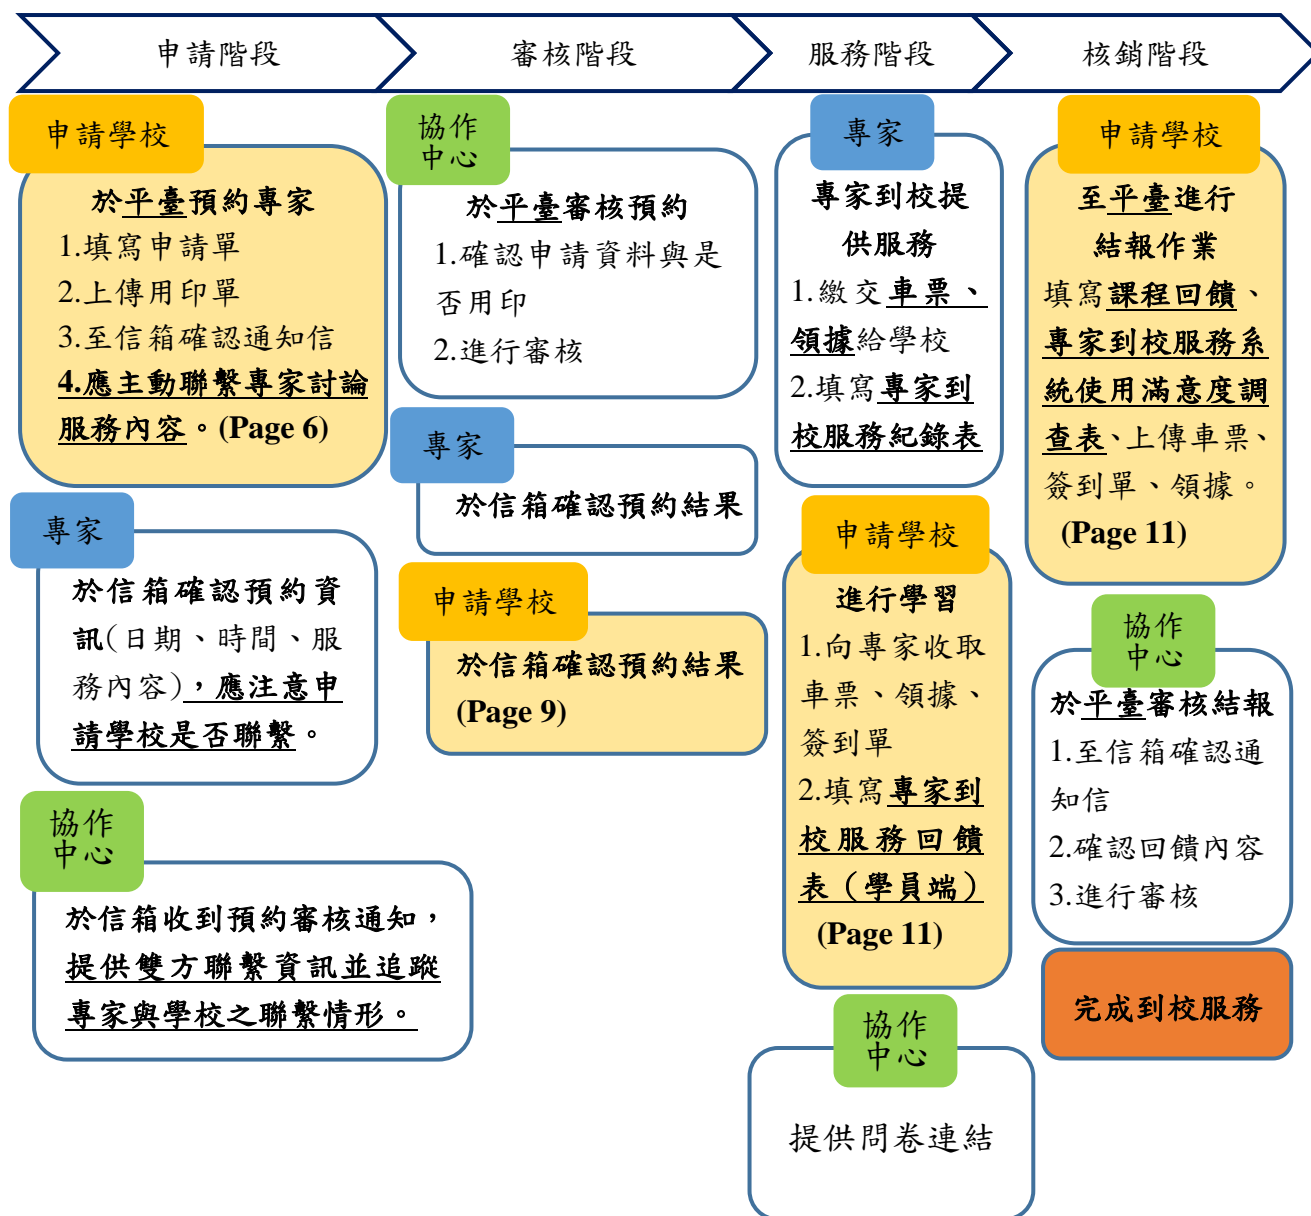 申請階段
審核階段
服務階段
核銷階段
申請學校
於平臺預約專家
1.填寫申請單
2.上傳用印單
3.至信箱確認通知信
4.應主動聯繫專家討論
服務內容。(Page 6)
專家
於信箱確認預約資
訊(日期、時間、服
務內容)，應注意申
請學校是否聯繫。
協作
中心
於信箱收到預約審核通知，
提供雙方聯繫資訊並追蹤
專家與學校之聯繫情形。
協作
中心
於平臺審核預約
1.確認申請資料與是
否用印
2.進行審核
專家
於信箱確認預約結果
申請學校
於信箱確認預約結果
(Page 9)
專家
專家到校提
供服務
1.繳交車票、
領據給學校
2.填寫專家到
校服務紀錄表
申請學校
進行學習
1.向專家收取
車票、領據、
簽到單
2.填寫專家到
校服務回饋
表（學員端）
(Page 11)
協作
中心
提供問卷連結
申請學校
至平臺進行
結報作業
填寫課程回饋、
專家到校服務系
統使用滿意度調
查表、上傳車票、
簽到單、領據。
(Page 11)
協作
中心
於平臺審核結報
1.至信箱確認通
知信
2.確認回饋內容
3.進行審核
完成到校服務